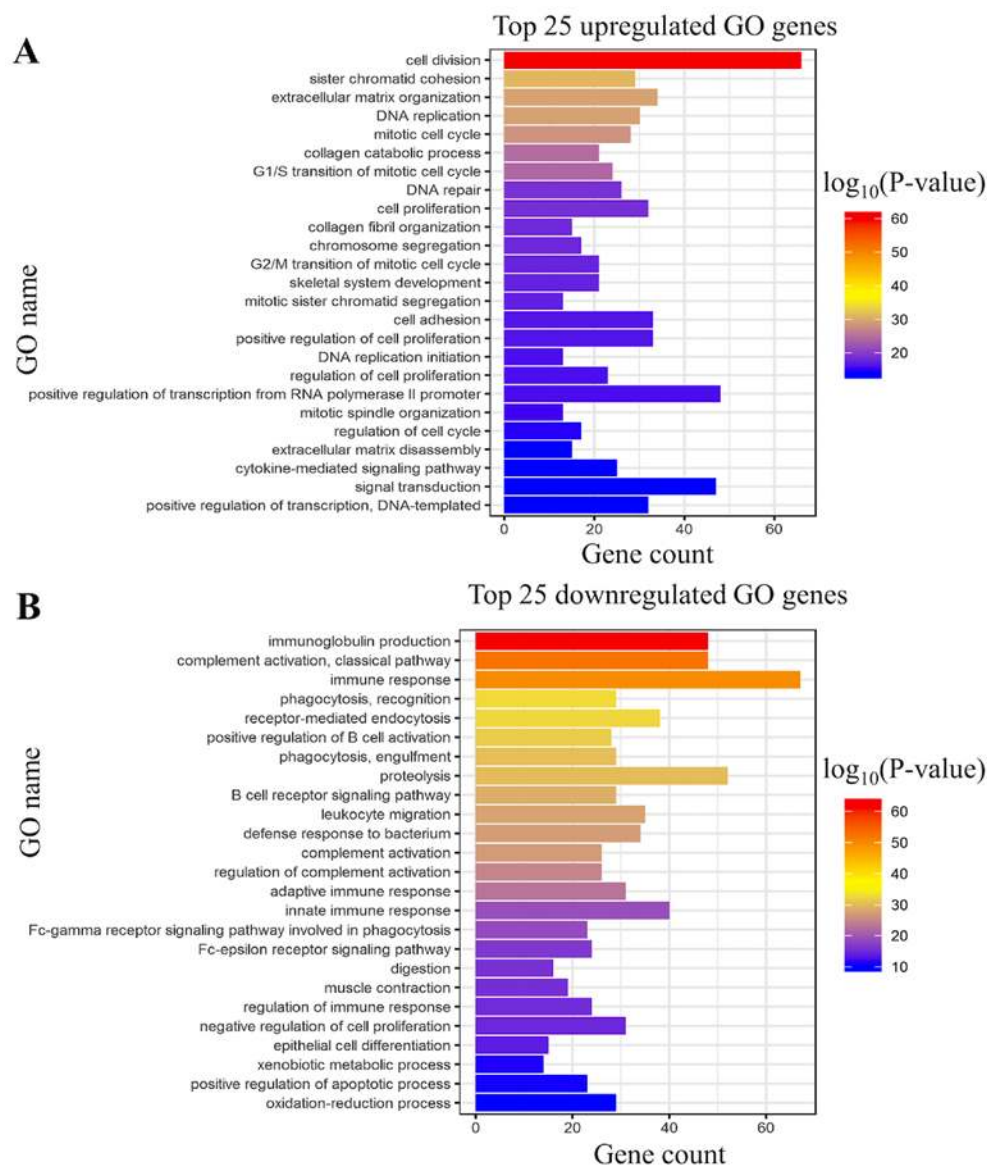 A
Top 25 upregulated GO genes
GO name
cell division
sister chromatid cohesion
extracellular matrix organization
DNA replication
mitotic cell cycle
collagen catabolic process
G1/S transition of mitotic cell cycle
DNA repair
cell proliferation
collagen fibril organization
chromosome segregation
G2/M transition of mitotic cell cycle
skeletal system development
mitotic sister chromatid segregation
cell adhesion
positive regulation of cell proliferation
DNA replication initiation
regulation of cell proliferation
positive regulation of transcription from RNA polymerase II promoter
mitotic spindle organization
regulation of cell cycle
extracellular matrix disassembly
cytokine-mediated signaling pathway
signal transduction
positive regulation of transcription, DNA-templated
0 20 40 60
Gene count
log10(P-value)
60
50
40
30
20
B
Top 25 downregulated GO genes
GO name
immunoglobulin production
complement activation, classical pathway
immune response
phagocytosis, recognition
receptor-mediated endocytosis
positive regulation of B cell activation
phagocytosis, engulfment
proteolysis
B cell receptor signaling pathway
leukocyte migration
defense response to bacterium
complement activation
regulation of complement activation
adaptive immune response
innate immune response
Fc-gamma receptor signaling pathway involved in phagocytosis
Fc-epsilon receptor signaling pathway
digestion
muscle contraction
regulation of immune response
negative regulation of cell proliferation
epithelial cell differentiation
xenobiotic metabolic process
positive regulation of apoptotic process
oxidation-reduction process
0 20 40 60
Gene count
log10(P-value)
60
50
40
30
20
10